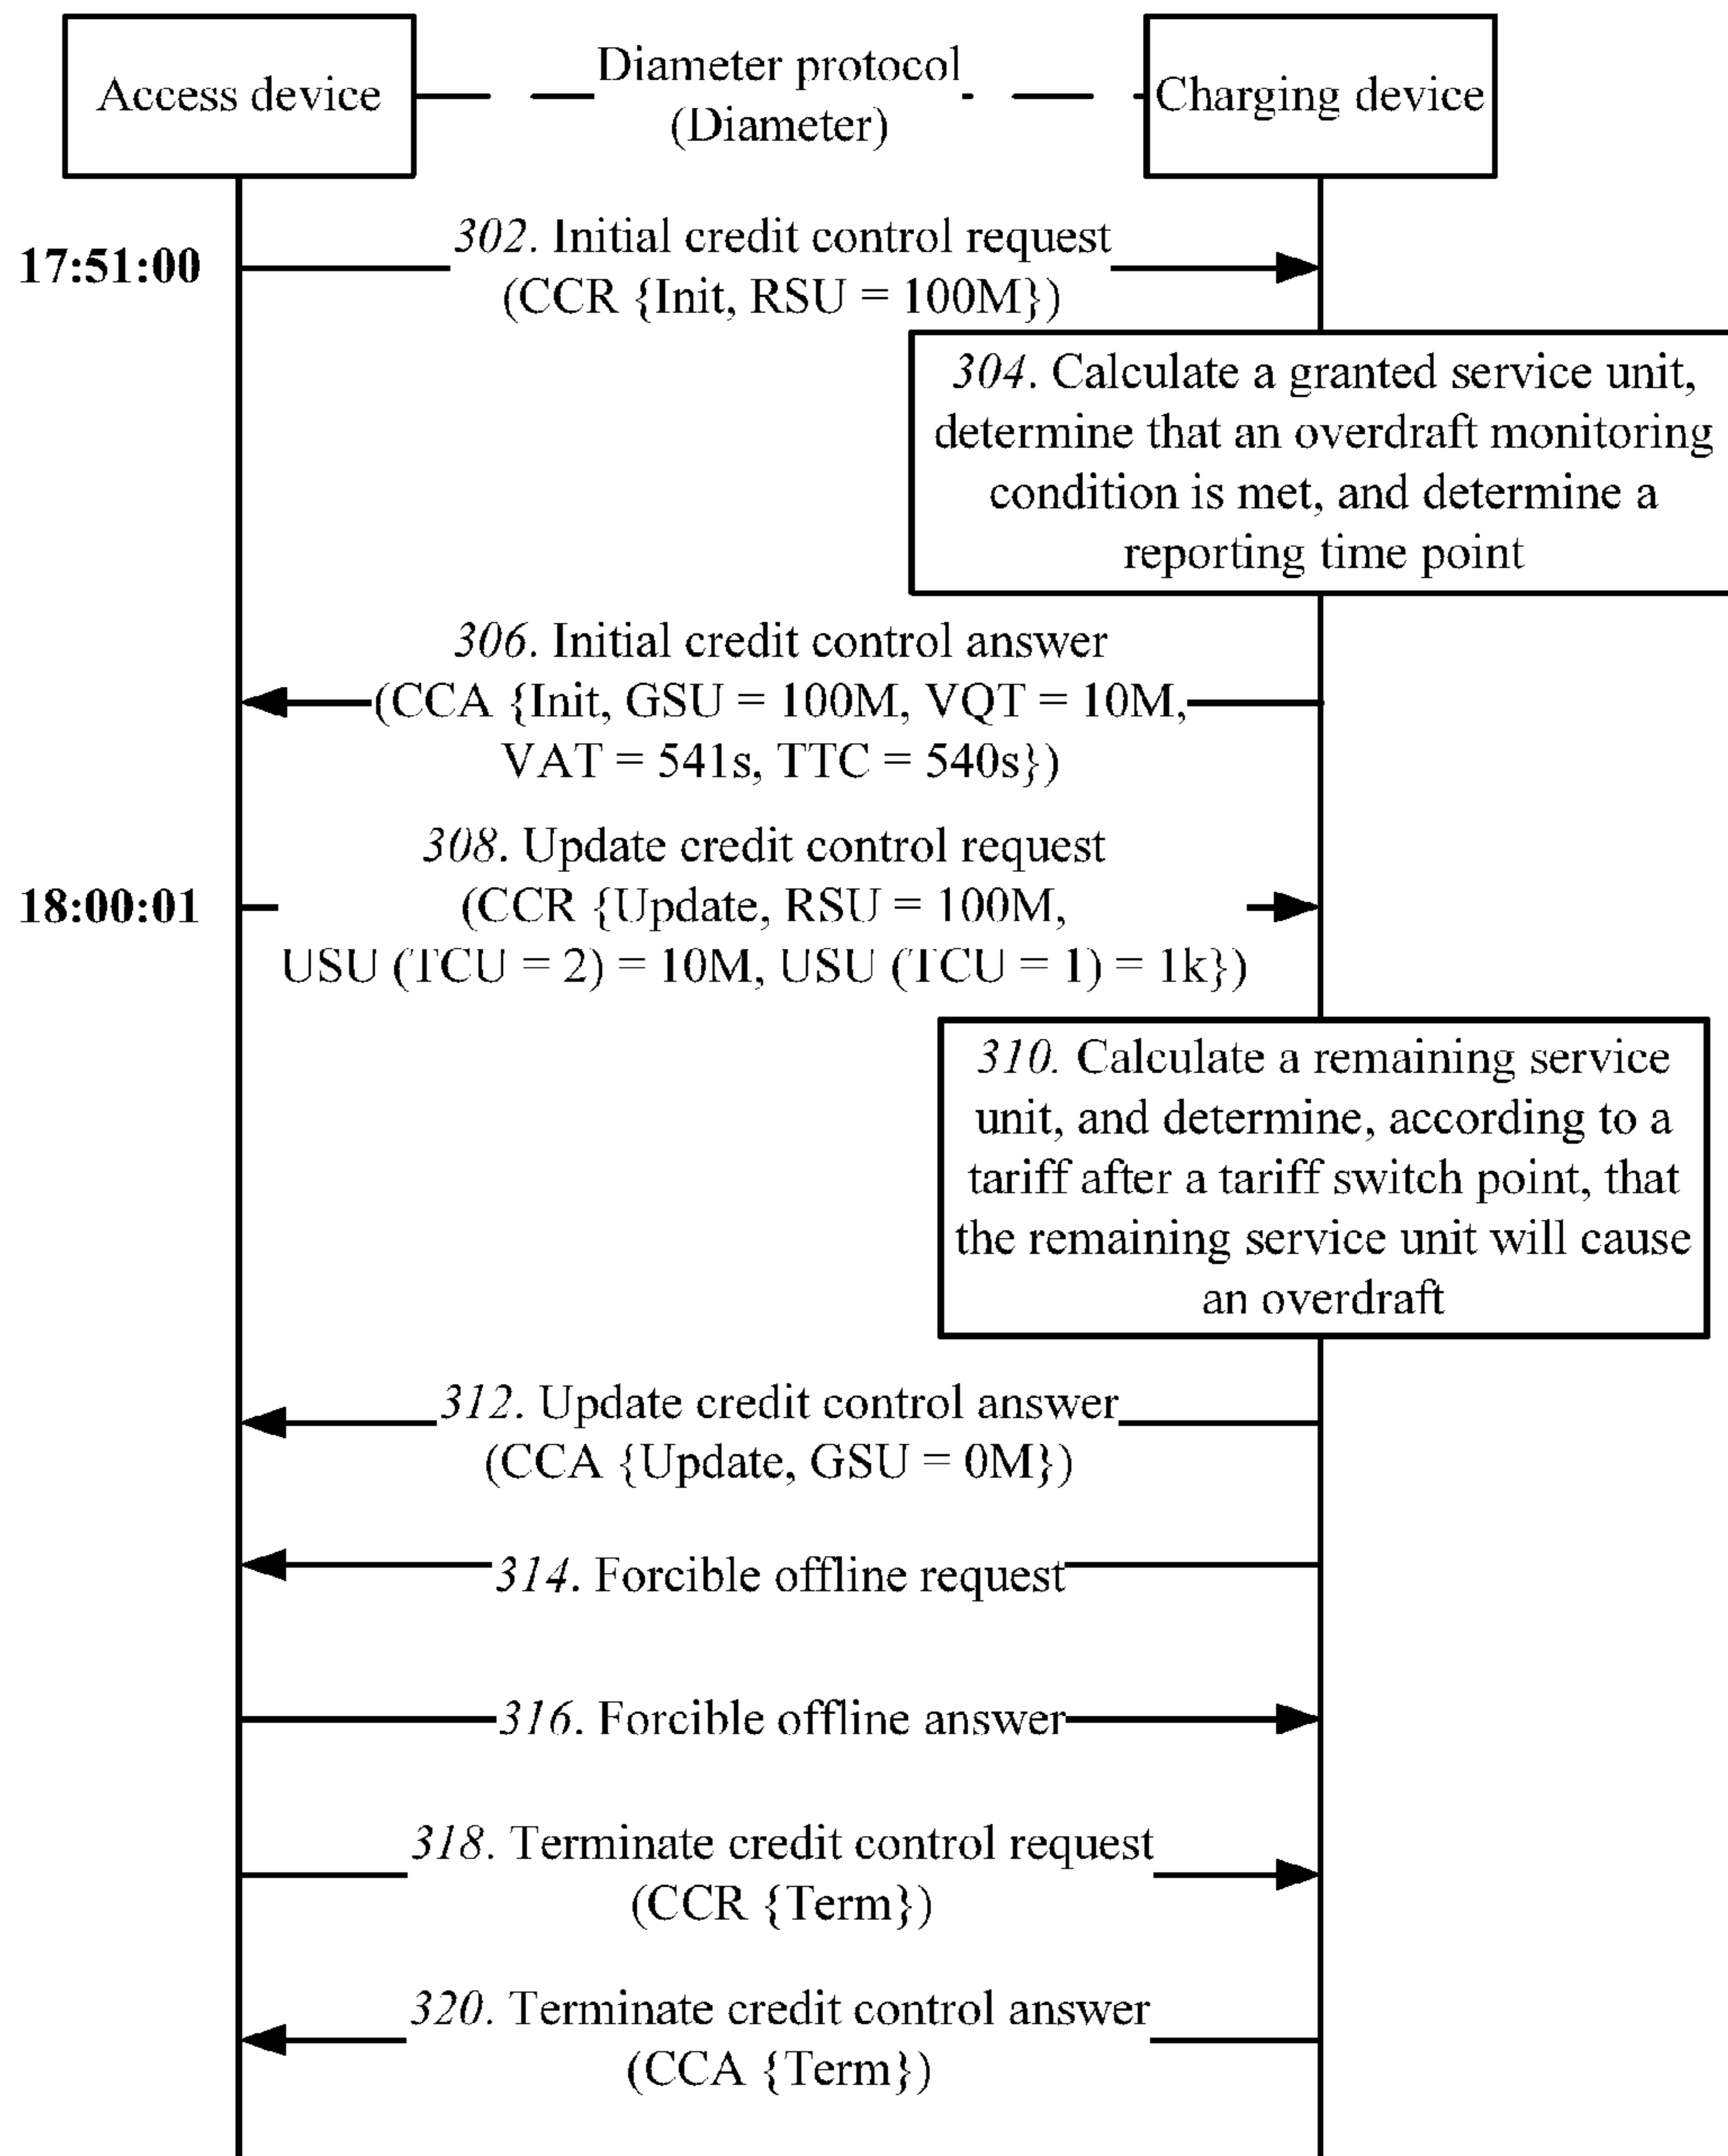 Access device
Diameter protocol
(Diameter)
Charging device
17:51:00
302. Initial credit control request
(CCR {Init, RSU = 100M})
304. Calculate a granted service unit,
determine that an overdraft monitoring
condition is met, and determine a
reporting time point
306. Initial credit control answer
(CCA {Init, GSU = 100M, VQT = 10M,
VAT = 541s, TTC = 540s})
308. Update credit control request
18:00:01
(CCR {Update, RSU = 100M,
USU (TCU = 2) = 10M, USU (TCU = 1) = 1k})
310. Calculate a remaining service
unit, and determine, according to a
tariff after a tariff switch point, that
the remaining service unit will cause
an overdraft
312. Update credit control answer
(CCA {Update, GSU = 0M})
314. Forcible offline request
316. Forcible offline answer
318. Terminate credit control request
(CCR {Term})
320. Terminate credit control answer
(CCA {Term})